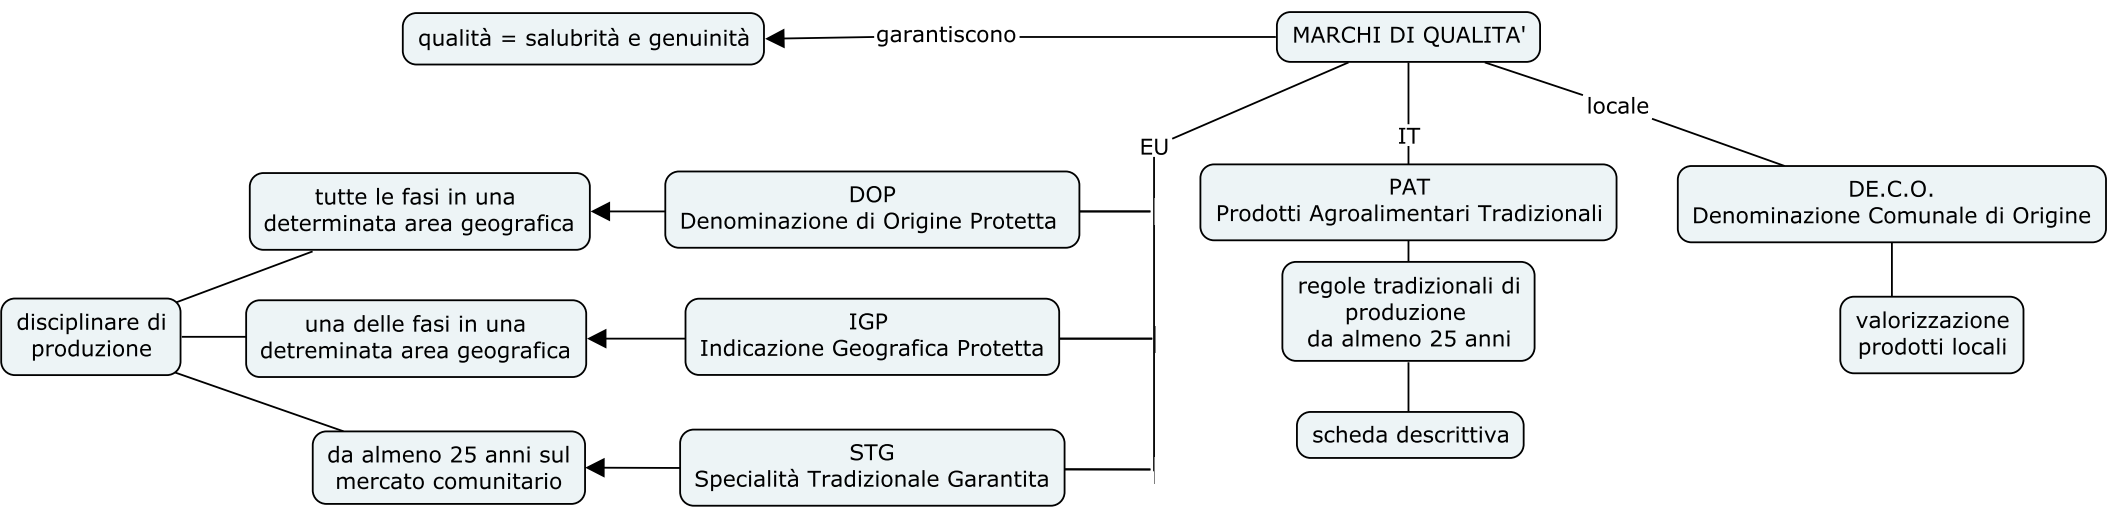 MARCHI DI QUALITA'
garantiscono
qualità = salubrità e genuinità
EU
IT
locale
DOP
Denominazione di Origine Protetta
tutte le fasi in una
determinata area geografica
IGP
Indicazione Geografica Protetta
una delle fasi in una
detreminata area geografica
STG
Specialità Tradizionale Garantita
da almeno 25 anni sul
mercato comunitario
disciplinare di
produzione
PAT
Prodotti Agroalimentari Tradizionali
regole tradizionali di
produzione
da almeno 25 anni
scheda descrittiva
DE.C.O.
Denominazione Comunale di Origine
valorizzazione
prodotti locali